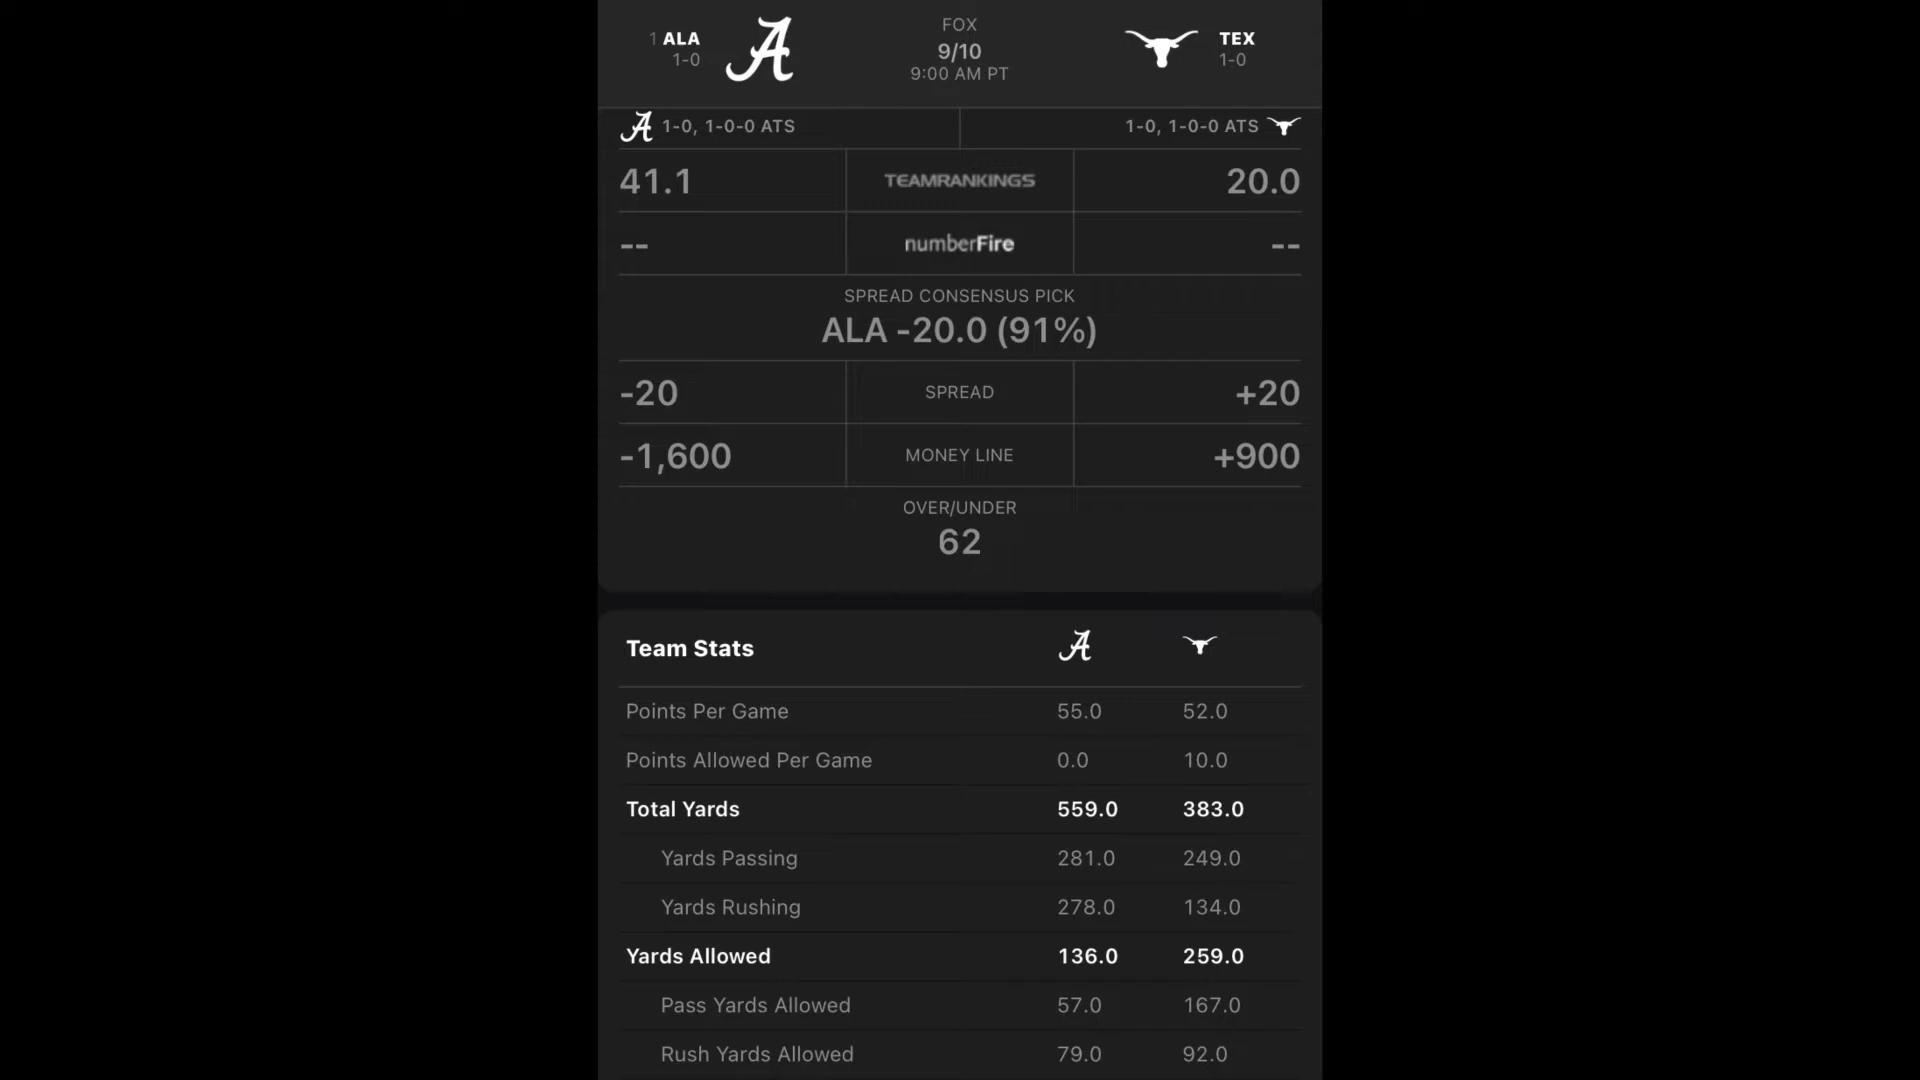 1 ALA
1-0
FOX
9/10
9:00 AM PT
TEX
1-0
1-0, 1-0-0 ATS
1-0, 1-0-0 ATS
41.1 TEAMRANKINGS 20.0
-- numberFire --
SPREAD CONSENSUS PICK
ALA -20.0 (91%)
-20 SPREAD +20
-1,600 MONEY LINE +900
OVER/UNDER
62
Team Stats
Points Per Game 55.0 52.0
Points Allowed Per Game 0.0 10.0
Total Yards 559.0 383.0
Yards Passing 281.0 249.0
Yards Rushing 278.0 134.0
Yards Allowed 136.0 259.0
Pass Yards Allowed 57.0 167.0
Rush Yards Allowed 79.0 92.0